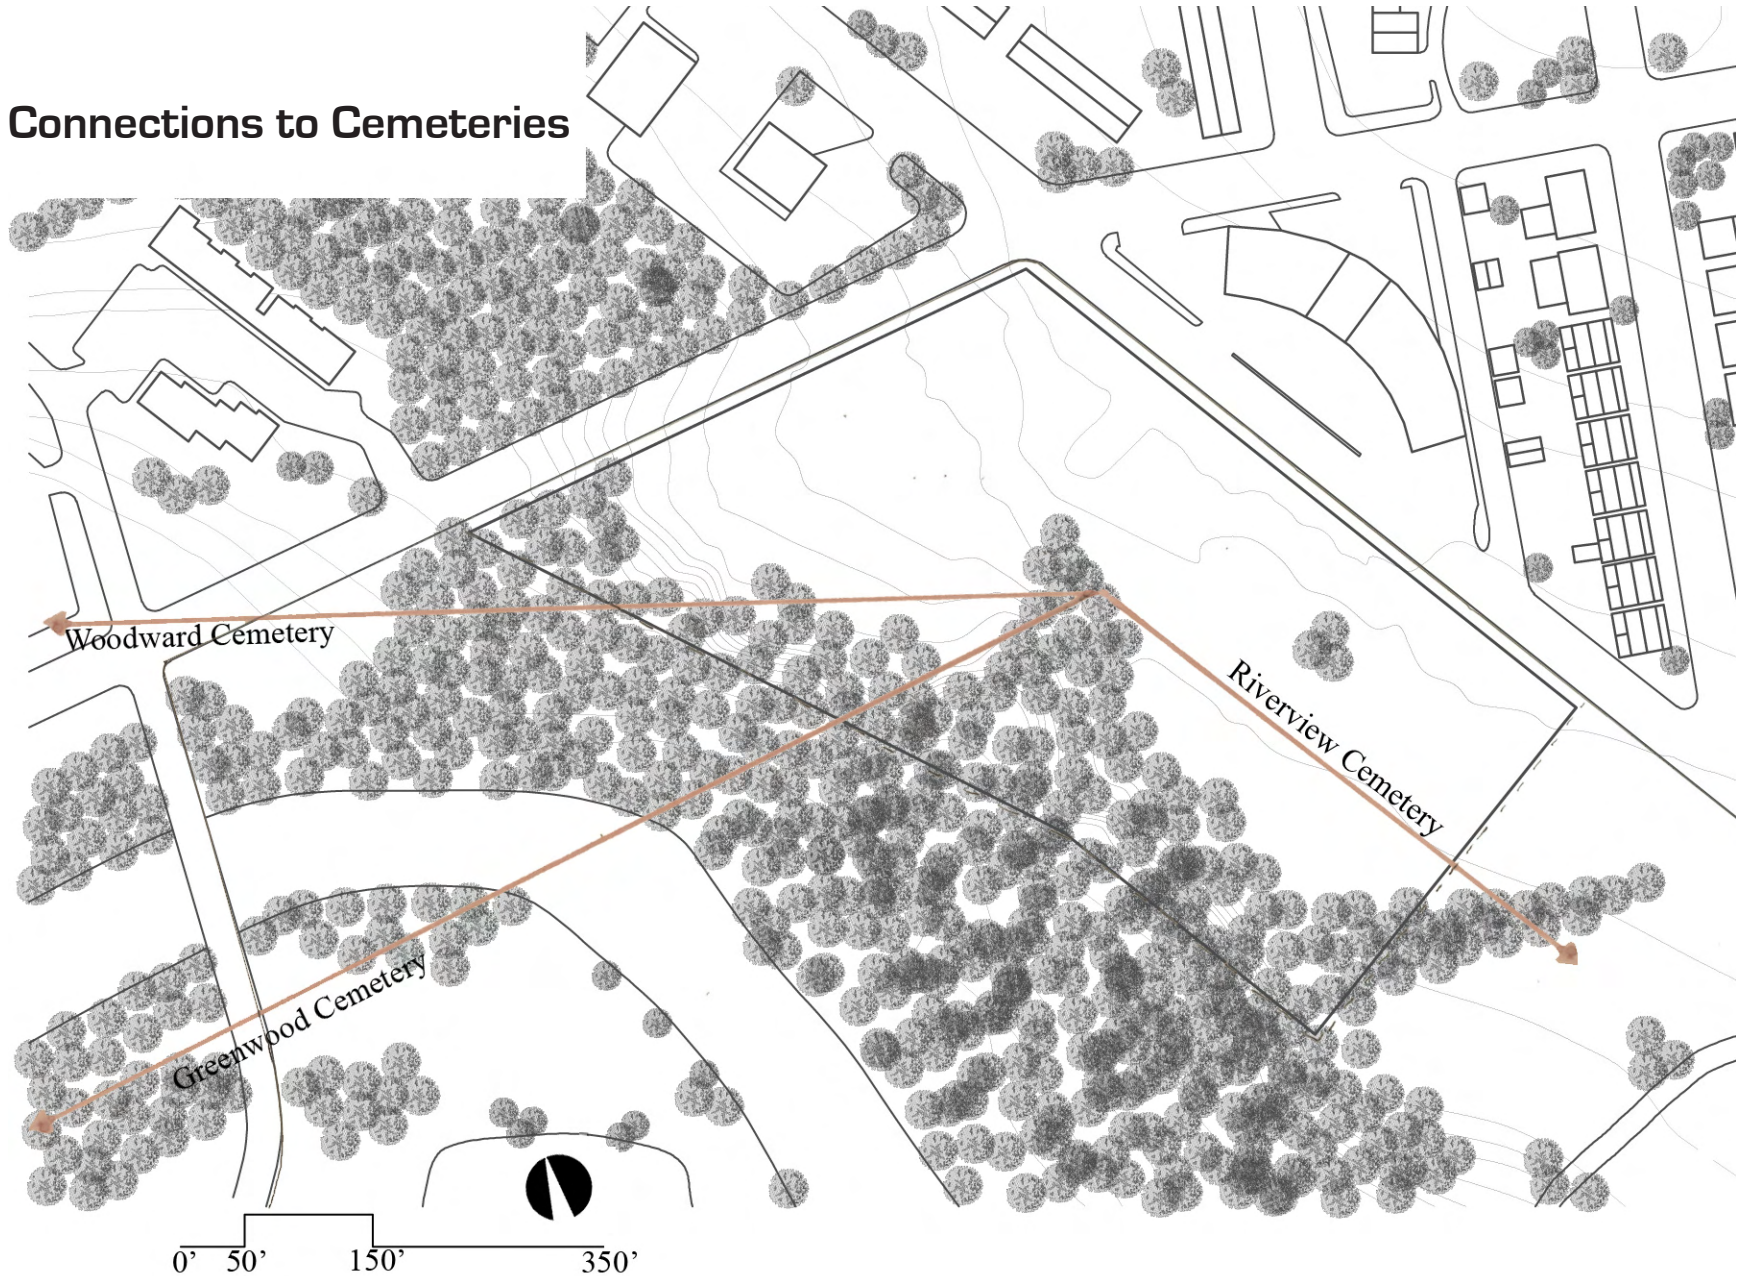 Connections to Cemeteries
Woodward Cemetery
Riverview Cemetery
Greenwood Cemetery
0’ 50’ 150’ 350’